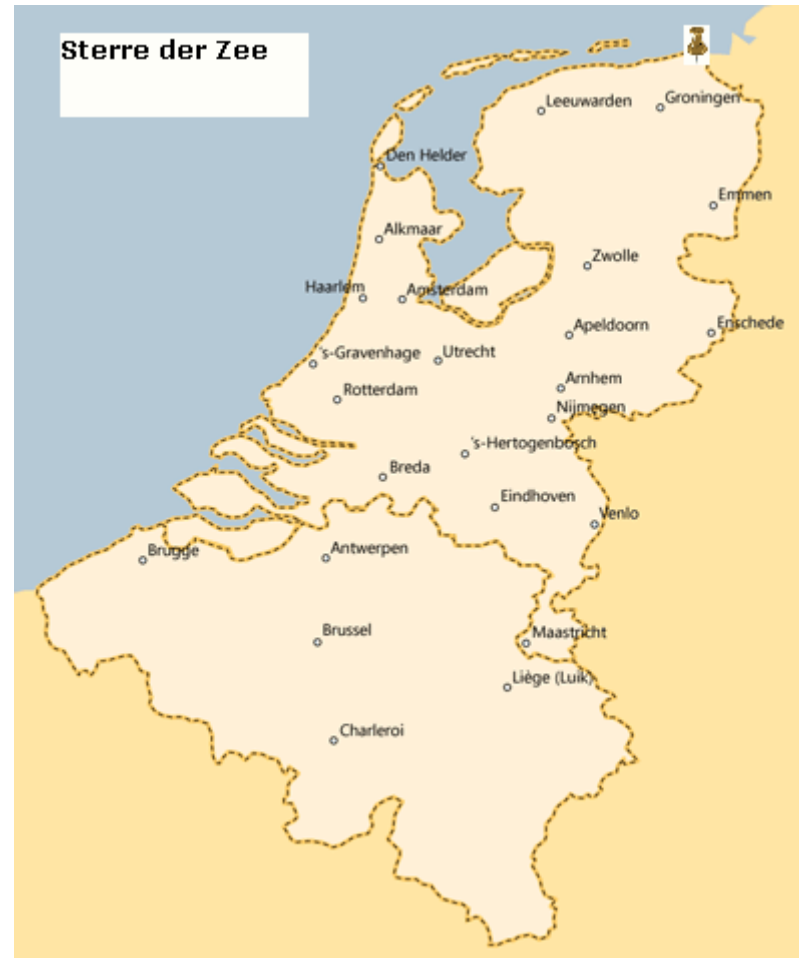 Sterre der Zee
Leeuwarden
Groningen
Den Helder
Emmen
Alkmaar
Zwolle
Haarlem
Amsterdam
Apeldoorn
Enschede
's-Gravenhage
Utrecht
Arnhem
Rotterdam
Nijmegen
's-Hertogenbosch
Breda
Eindhoven
Venlo
Brugge
Antwerpen
Brussel
Maastricht
Liège (Luik)
Charleroi